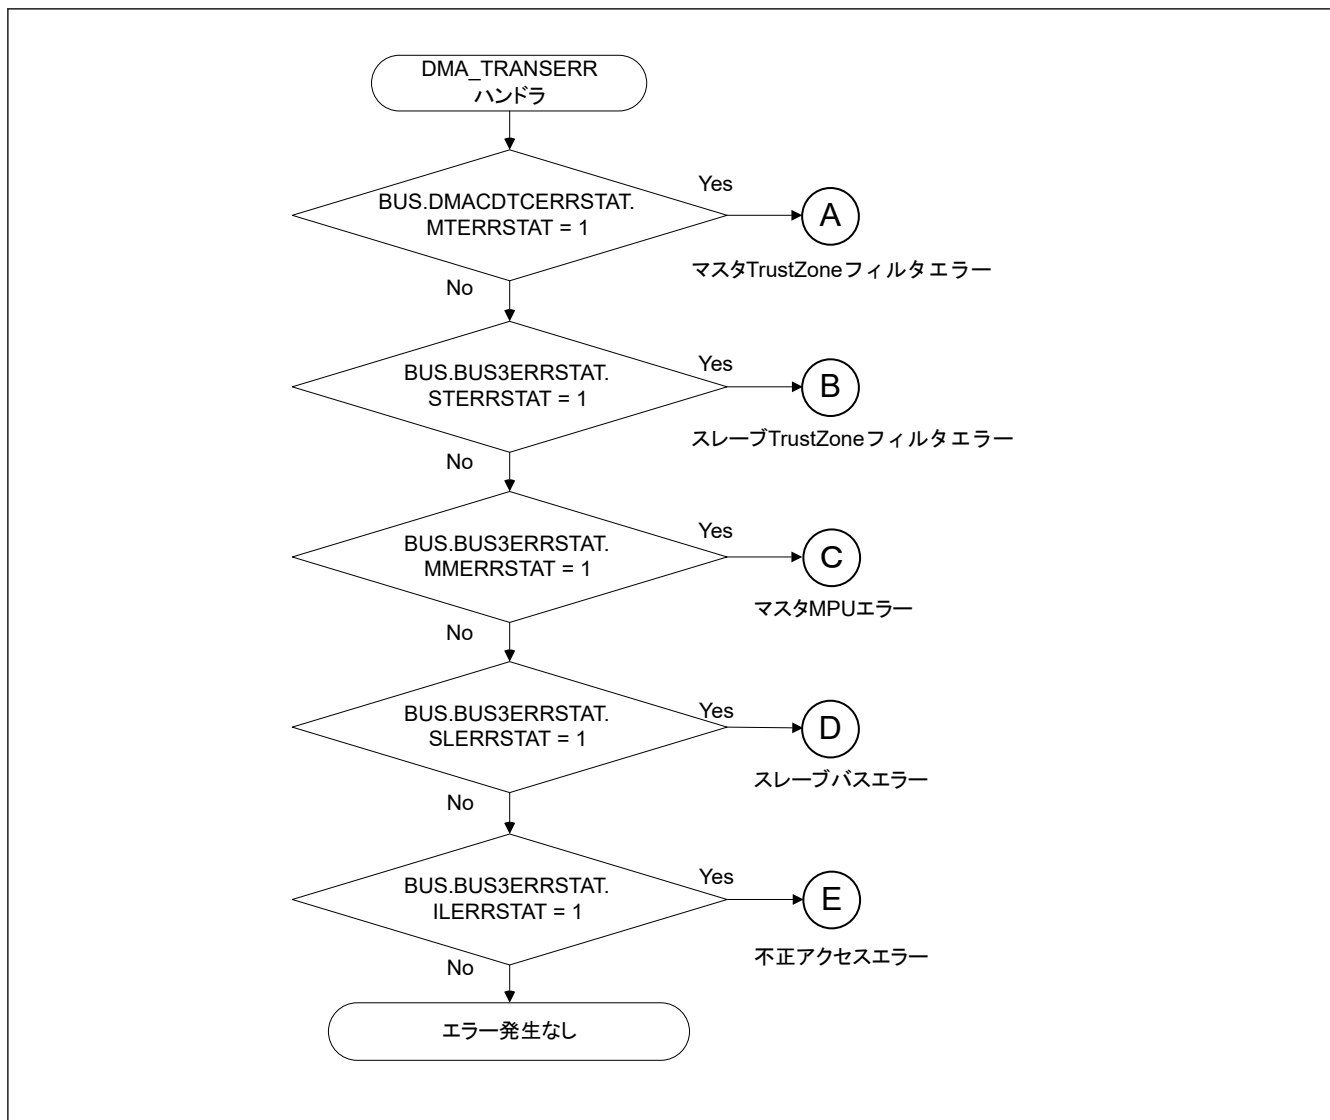 DMA_TRANSERR
ハンドラ
BUS.DMACDTCERRSTAT.
MTERRSTAT = 1
Yes
A
マスタTrustZoneフィルタエラー
No
BUS.BUS3ERRSTAT.
STERRSTAT = 1
Yes
B
スレーブTrustZoneフィルタエラー
No
BUS.BUS3ERRSTAT.
MMERRSTAT = 1
Yes
C
マスタMPUエラー
No
BUS.BUS3ERRSTAT.
SLERRSTAT = 1
Yes
D
スレーブバスエラー
No
BUS.BUS3ERRSTAT.
ILERRSTAT = 1
Yes
E
不正アクセスエラー
No
エラー発生なし